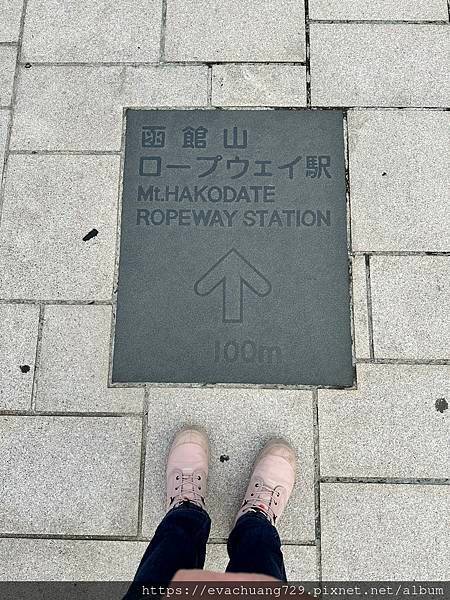 函館山
ロープウェイ駅
Mt.HAKODATE
ROPEWAY STATION
100m
https://evachuang730.pixnet.net/album